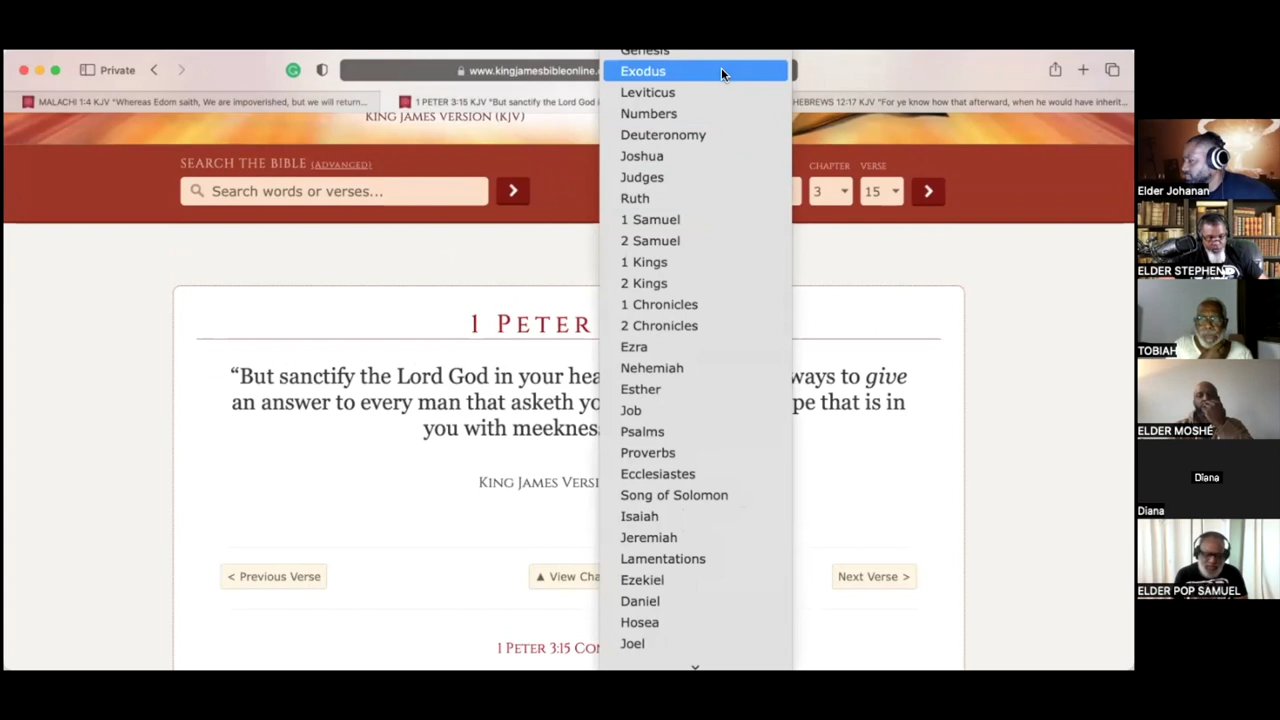 Private
www.kingjamesbibleonline.
MALACHI 1:4 KJV "Whereas Edom saith, We are impoverished, but we will return...
1 PETER 3:15 KJV "But sanctify the Lord God i
HEBREWS 12:17 KJV "For ye know how that afterward, when he would have inherit...
KING JAMES VERSION (KJV)
SEARCH THE BIBLE (ADVANCED)
Search words or verses...
CHAPTER VERSE
3 15
Genesis
Exodus
Leviticus
Numbers
Deuteronomy
Joshua
Judges
Ruth
1 Samuel
2 Samuel
1 Kings
2 Kings
1 Chronicles
2 Chronicles
Ezra
Nehemiah
Esther
Job
Psalms
Proverbs
Ecclesiastes
Song of Solomon
Isaiah
Jeremiah
Lamentations
Ezekiel
Daniel
Hosea
Joel
1 PETER
“But sanctify the Lord God in your hea ways to give
an answer to every man that asketh yo pe that is in
you with meeknes
KING JAMES VERSI
< Previous Verse
▲ View Cha
Next Verse >
1 PETER 3:15 CO
Elder Johanan
ELDER STEPHEN
TOBIAH
ELDER MOSHÉ
Diana
Diana
ELDER POP SAMUEL